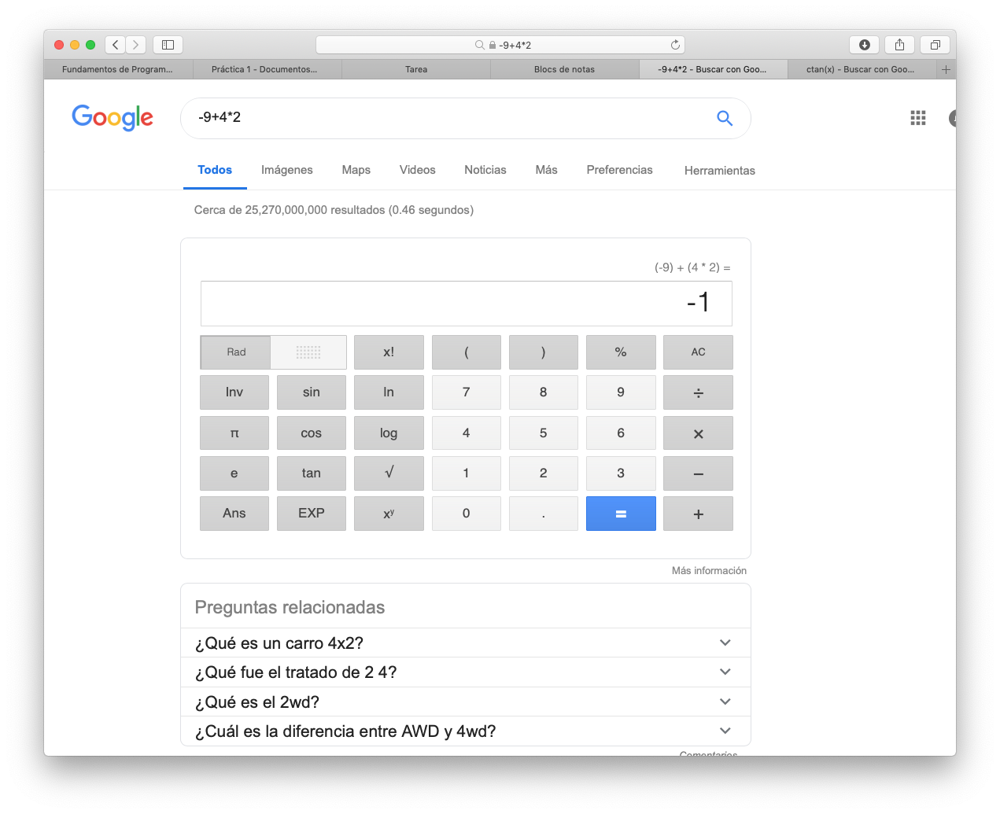 -9+4*2
Fundamentos de Program...
Práctica 1 - Documentos...
Tarea
Blocs de notas
-9+4*2 - Buscar con Goo...
ctan(x) - Buscar con Goo...
Google
-9+4*2
Todos
Imágenes
Maps
Videos
Noticias
Más
Preferencias
Herramientas
Cerca de 25,270,000,000 resultados (0.46 segundos)
(-9) + (4 * 2) =
-1
Rad x! ( ) % AC
Inv sin ln 7 8 9 ÷
π cos log 4 5 6 ×
e tan √ 1 2 3 −
Ans EXP xʸ 0 . = +
Más información
Preguntas relacionadas
¿Qué es un carro 4x2?
¿Qué fue el tratado de 2 4?
¿Qué es el 2wd?
¿Cuál es la diferencia entre AWD y 4wd?
Comentarios